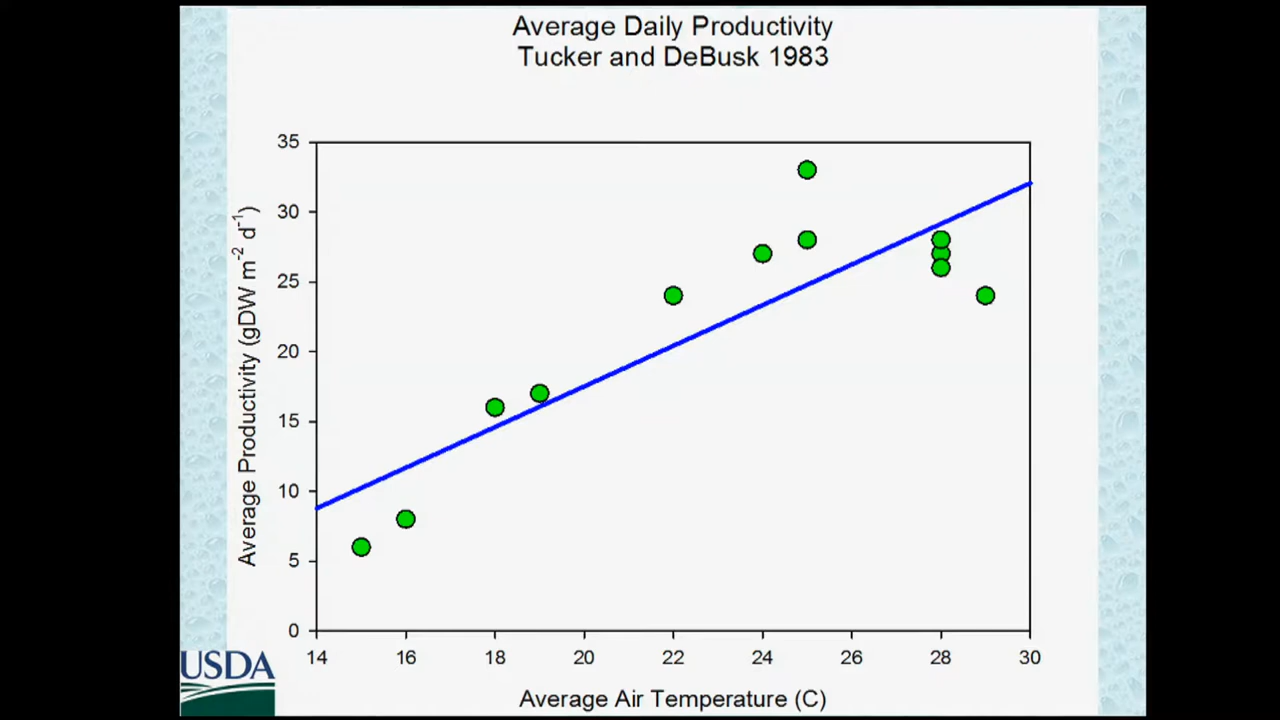 Average Daily Productivity
Tucker and DeBusk 1983
35
30
25
20
15
10
5
0
Average Productivity (gDW m-2 d-1)
14 16 18 20 22 24 26 28 30
Average Air Temperature (C)
USDA